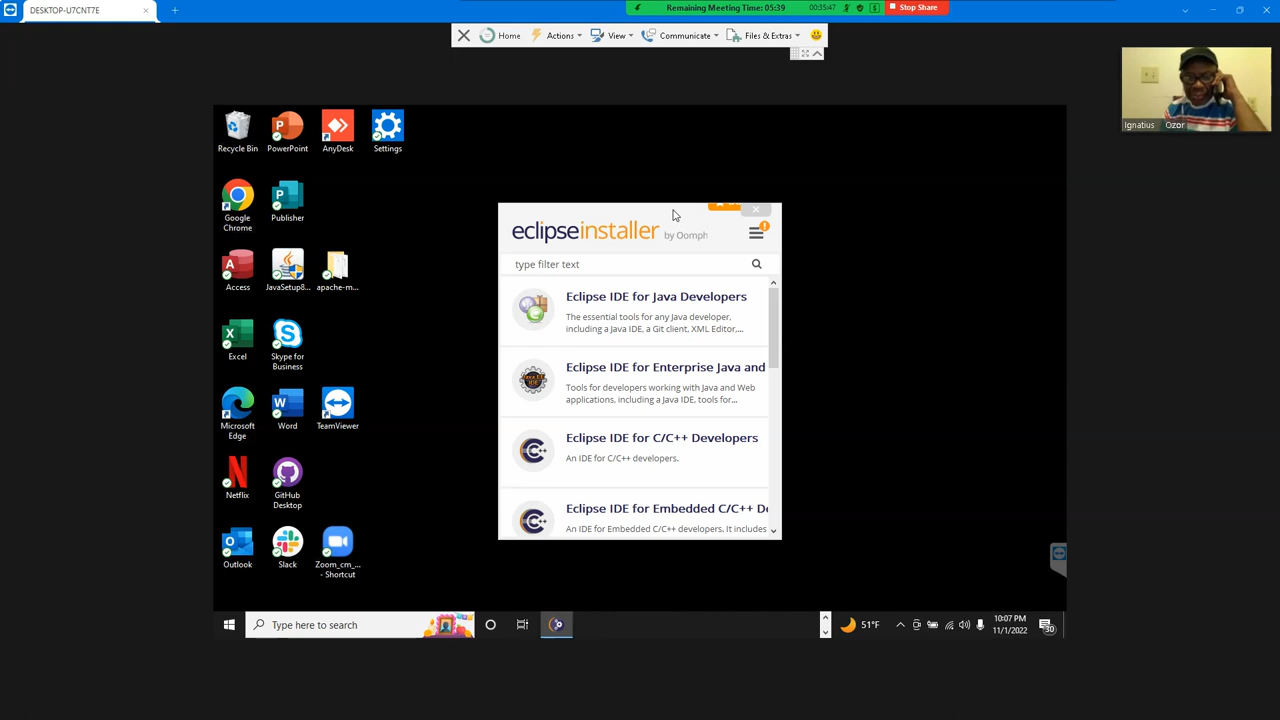 DESKTOP-U7CNT7E
Remaining Meeting Time: 05:39
00:35:47
Stop Share
Home
Actions
View
Communicate
Files & Extras
Ignatius Ozor
Recycle Bin
PowerPoint
AnyDesk
Settings
Google
Chrome
Publisher
Access
JavaSetup8...
apache-m...
Excel
Skype for
Business
Microsoft
Edge
Word
TeamViewer
Netflix
GitHub
Desktop
Outlook
Slack
Zoom_cm_...
- Shortcut
eclipseinstaller by Oomph
type filter text
Eclipse IDE for Java Developers
The essential tools for any Java developer,
including a Java IDE, a Git client, XML Editor,...
Eclipse IDE for Enterprise Java and
Tools for developers working with Java and Web
applications, including a Java IDE, tools for...
Eclipse IDE for C/C++ Developers
An IDE for C/C++ developers.
Eclipse IDE for Embedded C/C++ De
An IDE for Embedded C/C++ developers. It includes
Type here to search
51°F
10:07 PM
11/1/2022
30